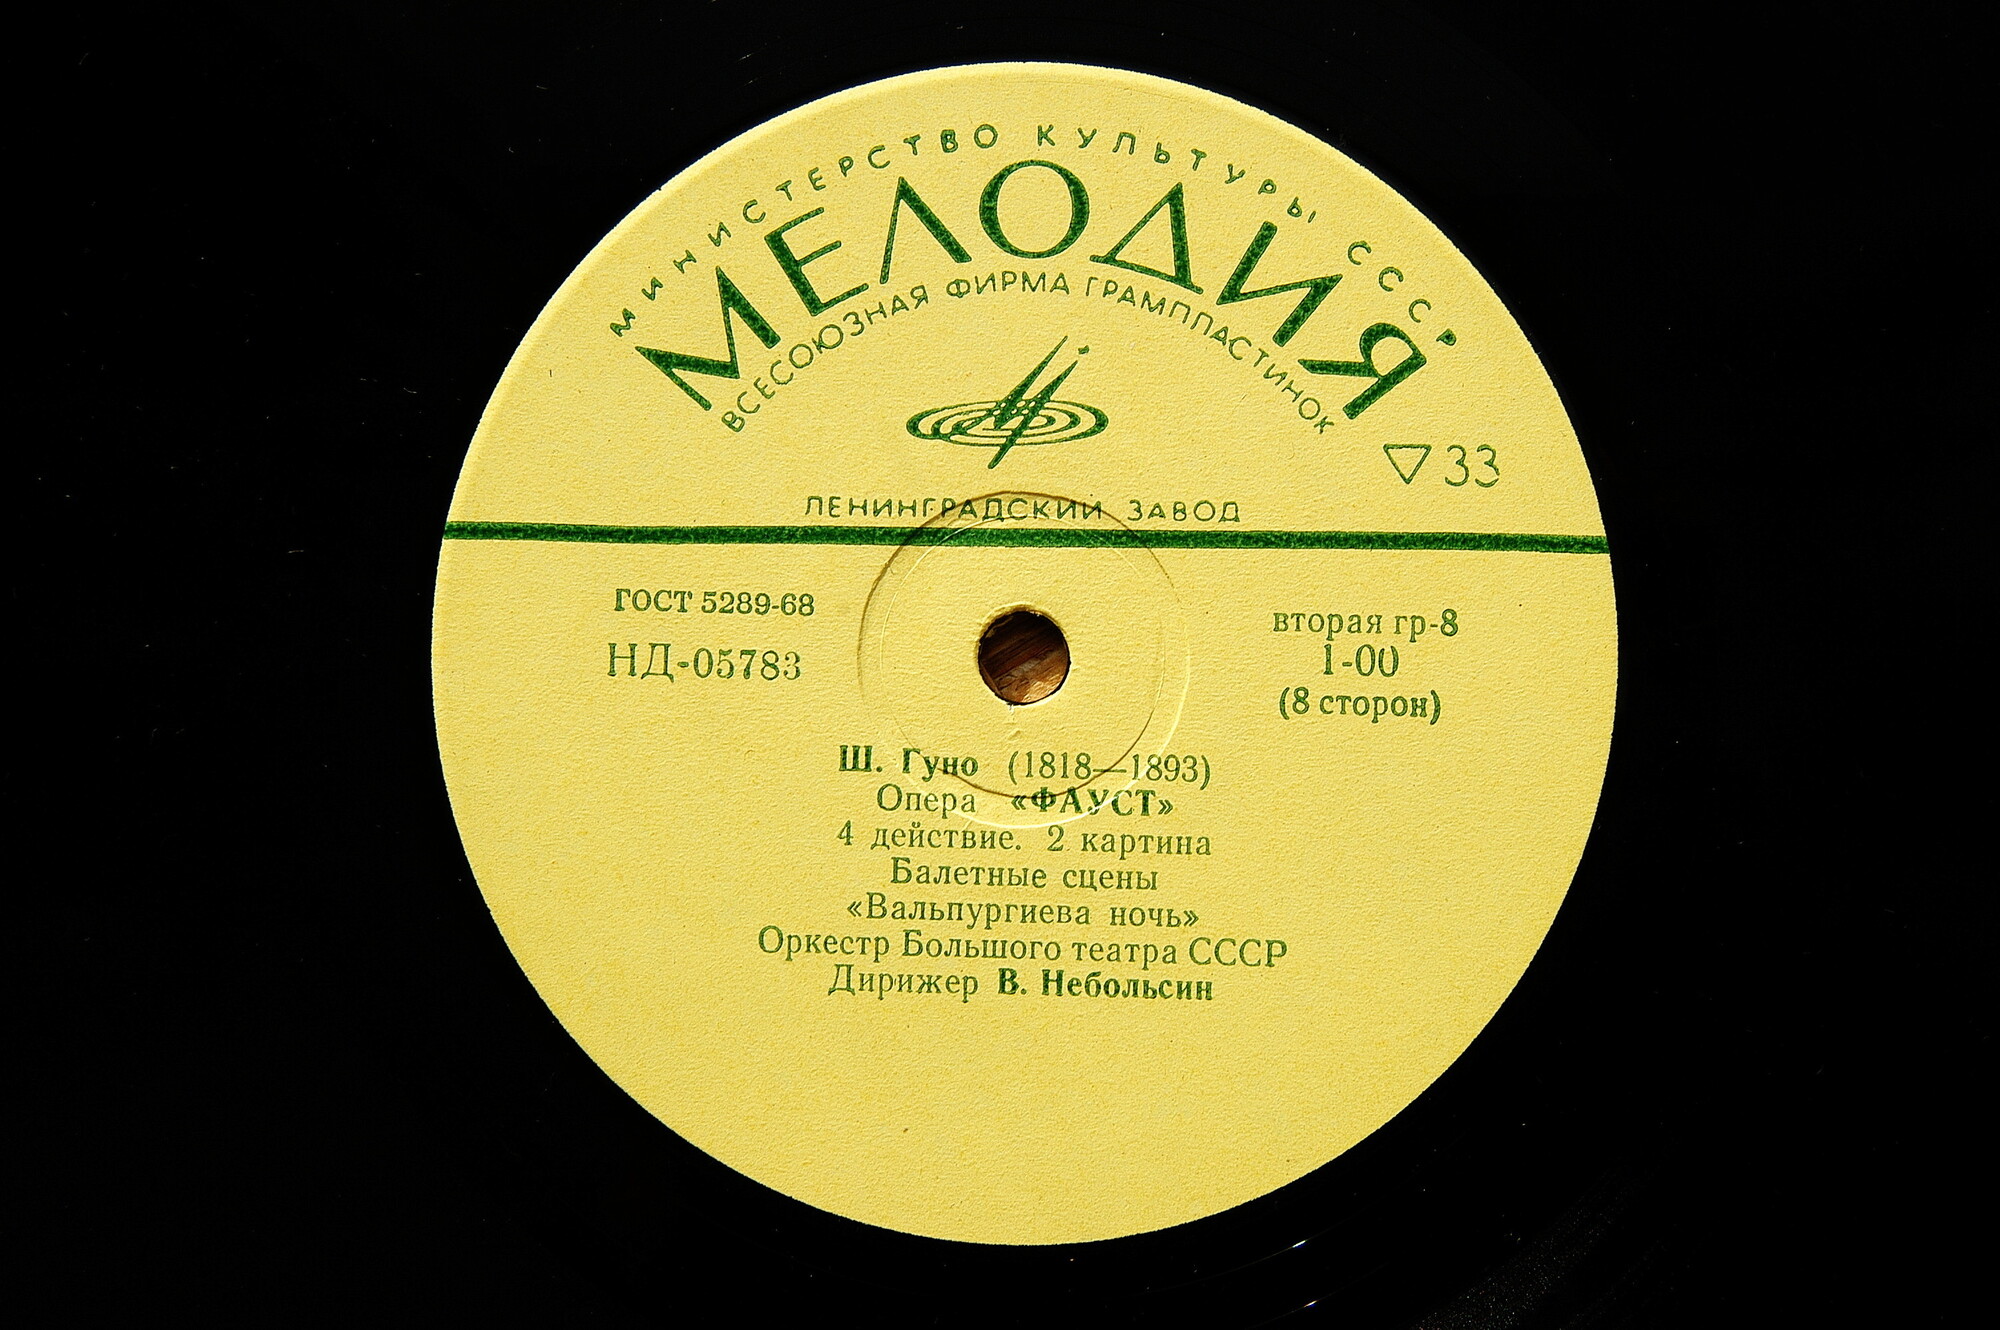 МИНИСТЕРСТВО КУЛЬТУРЫ СССР
МЕЛОДИЯ
ВСЕСОЮЗНАЯ ФИРМА ГРАМПЛАСТИНОК
33
ЛЕНИНГРАДСКИЙ ЗАВОД
ГОСТ 5289-68
НД-05783
вторая гр-8
1-00
(8 сторон)
Ш. Гуно (1818—1893)
Опера «ФАУСТ»
4 действие. 2 картина
Балетные сцены
«Вальпургиева ночь»
Оркестр Большого театра СССР
Дирижер В. Небольсин